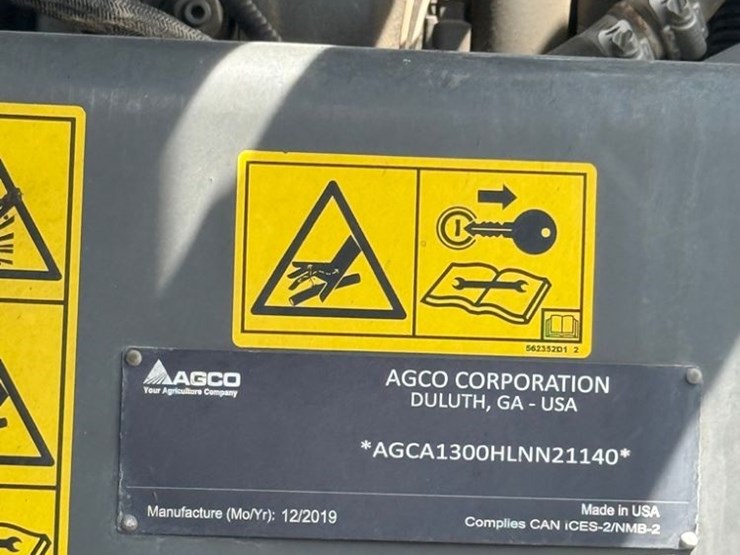 562352D1 2
AGCO
Your Agriculture Company
AGCO CORPORATION
DULUTH, GA - USA
*AGCA1300HLNN21140*
Manufacture (Mo/Yr): 12/2019
Made in USA
Complies CAN ICES-2/NMB-2